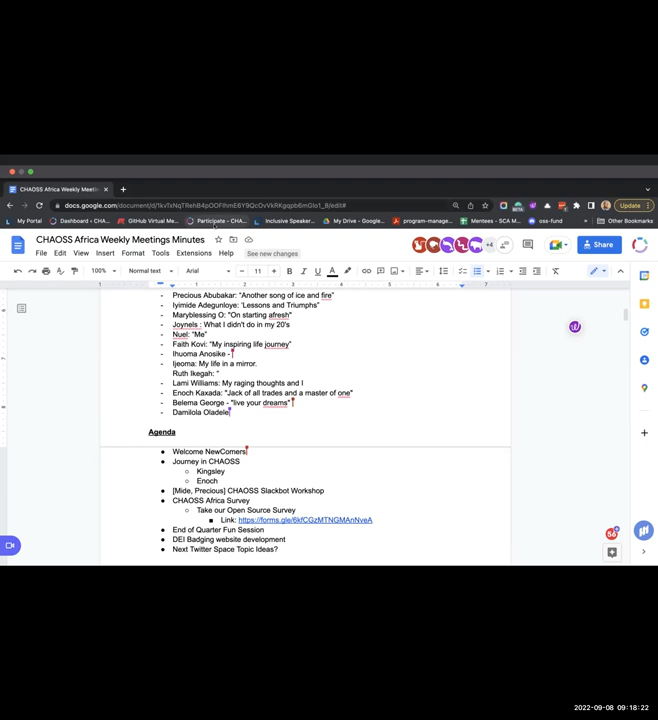 CHAOSS Africa Weekly Meetin
docs.google.com/document/d/
Update
My Portal
Dashboard – CHA...
GitHub Virtual Me...
Participate – CHA...
Inclusive Speaker...
My Drive – Google...
program-manage...
Mentees – SCA M...
oss-fund
»
Other Bookmarks
CHAOSS Africa Weekly Meetings Minutes
File Edit View Insert Format Tools Extensions Help See new changes
+4
Share
100% Normal text Arial 11
- Precious Abubakar: "Another song of ice and fire"
- Iyimide Adegunloye: 'Lessons and Triumphs"
- Maryblessing O: "On starting afresh"
- Joynels : What I didn't do in my 20's
- Nuel: "Me"
- Faith Kovi: "My inspiring life journey"
- Ihuoma Anosike -
- Ijeoma: My life in a mirror.
Ruth Ikegah: "
- Lami Williams: My raging thoughts and I
- Enoch Kaxada: "Jack of all trades and a master of one"
- Belema George - "live your dreams"
- Damilola Oladele
Agenda
● Welcome NewComers
● Journey in CHAOSS
○ Kingsley
○ Enoch
● [Mide, Precious] CHAOSS Slackbot Workshop
● CHAOSS Africa Survey
○ Take our Open Source Survey
■ Link: https://forms.gle/6kfCGzMTNGMAnNveA
● End of Quarter Fun Session
● DEI Badging website development
● Next Twitter Space Topic Ideas?
56
2022-09-08 09:18:22